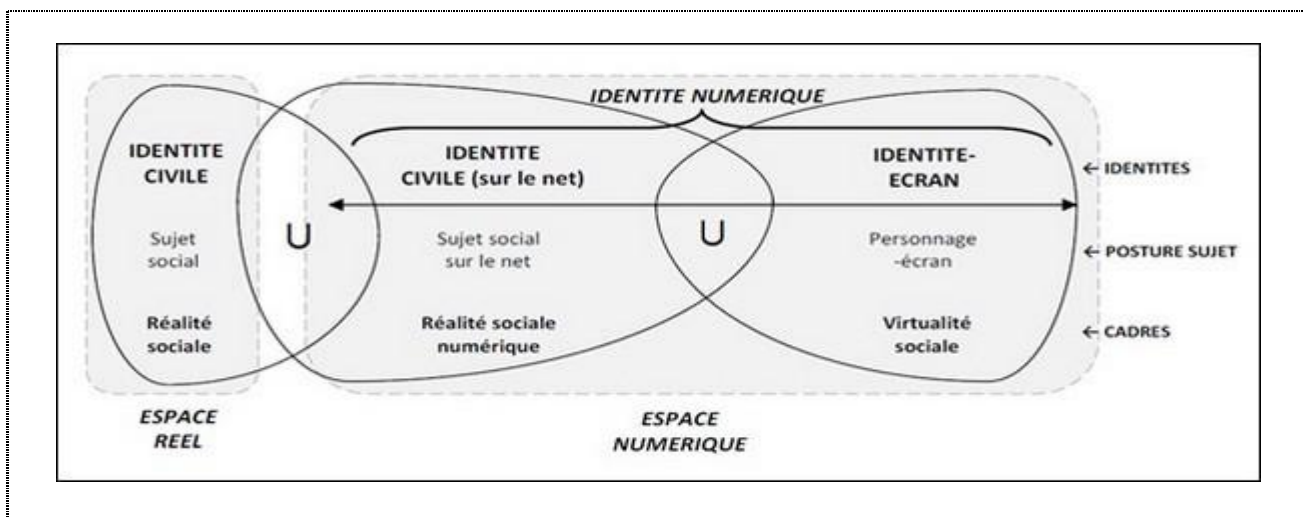 IDENTITE NUMERIQUE
IDENTITE
CIVILE
IDENTITE
CIVILE (sur le net)
IDENTITE-
ECRAN
← IDENTITES
U
U
Sujet
social
Sujet social
sur le net
Personnage
-écran
← POSTURE SUJET
Réalité
sociale
Réalité sociale
numérique
Virtualité
sociale
← CADRES
ESPACE
REEL
ESPACE
NUMERIQUE